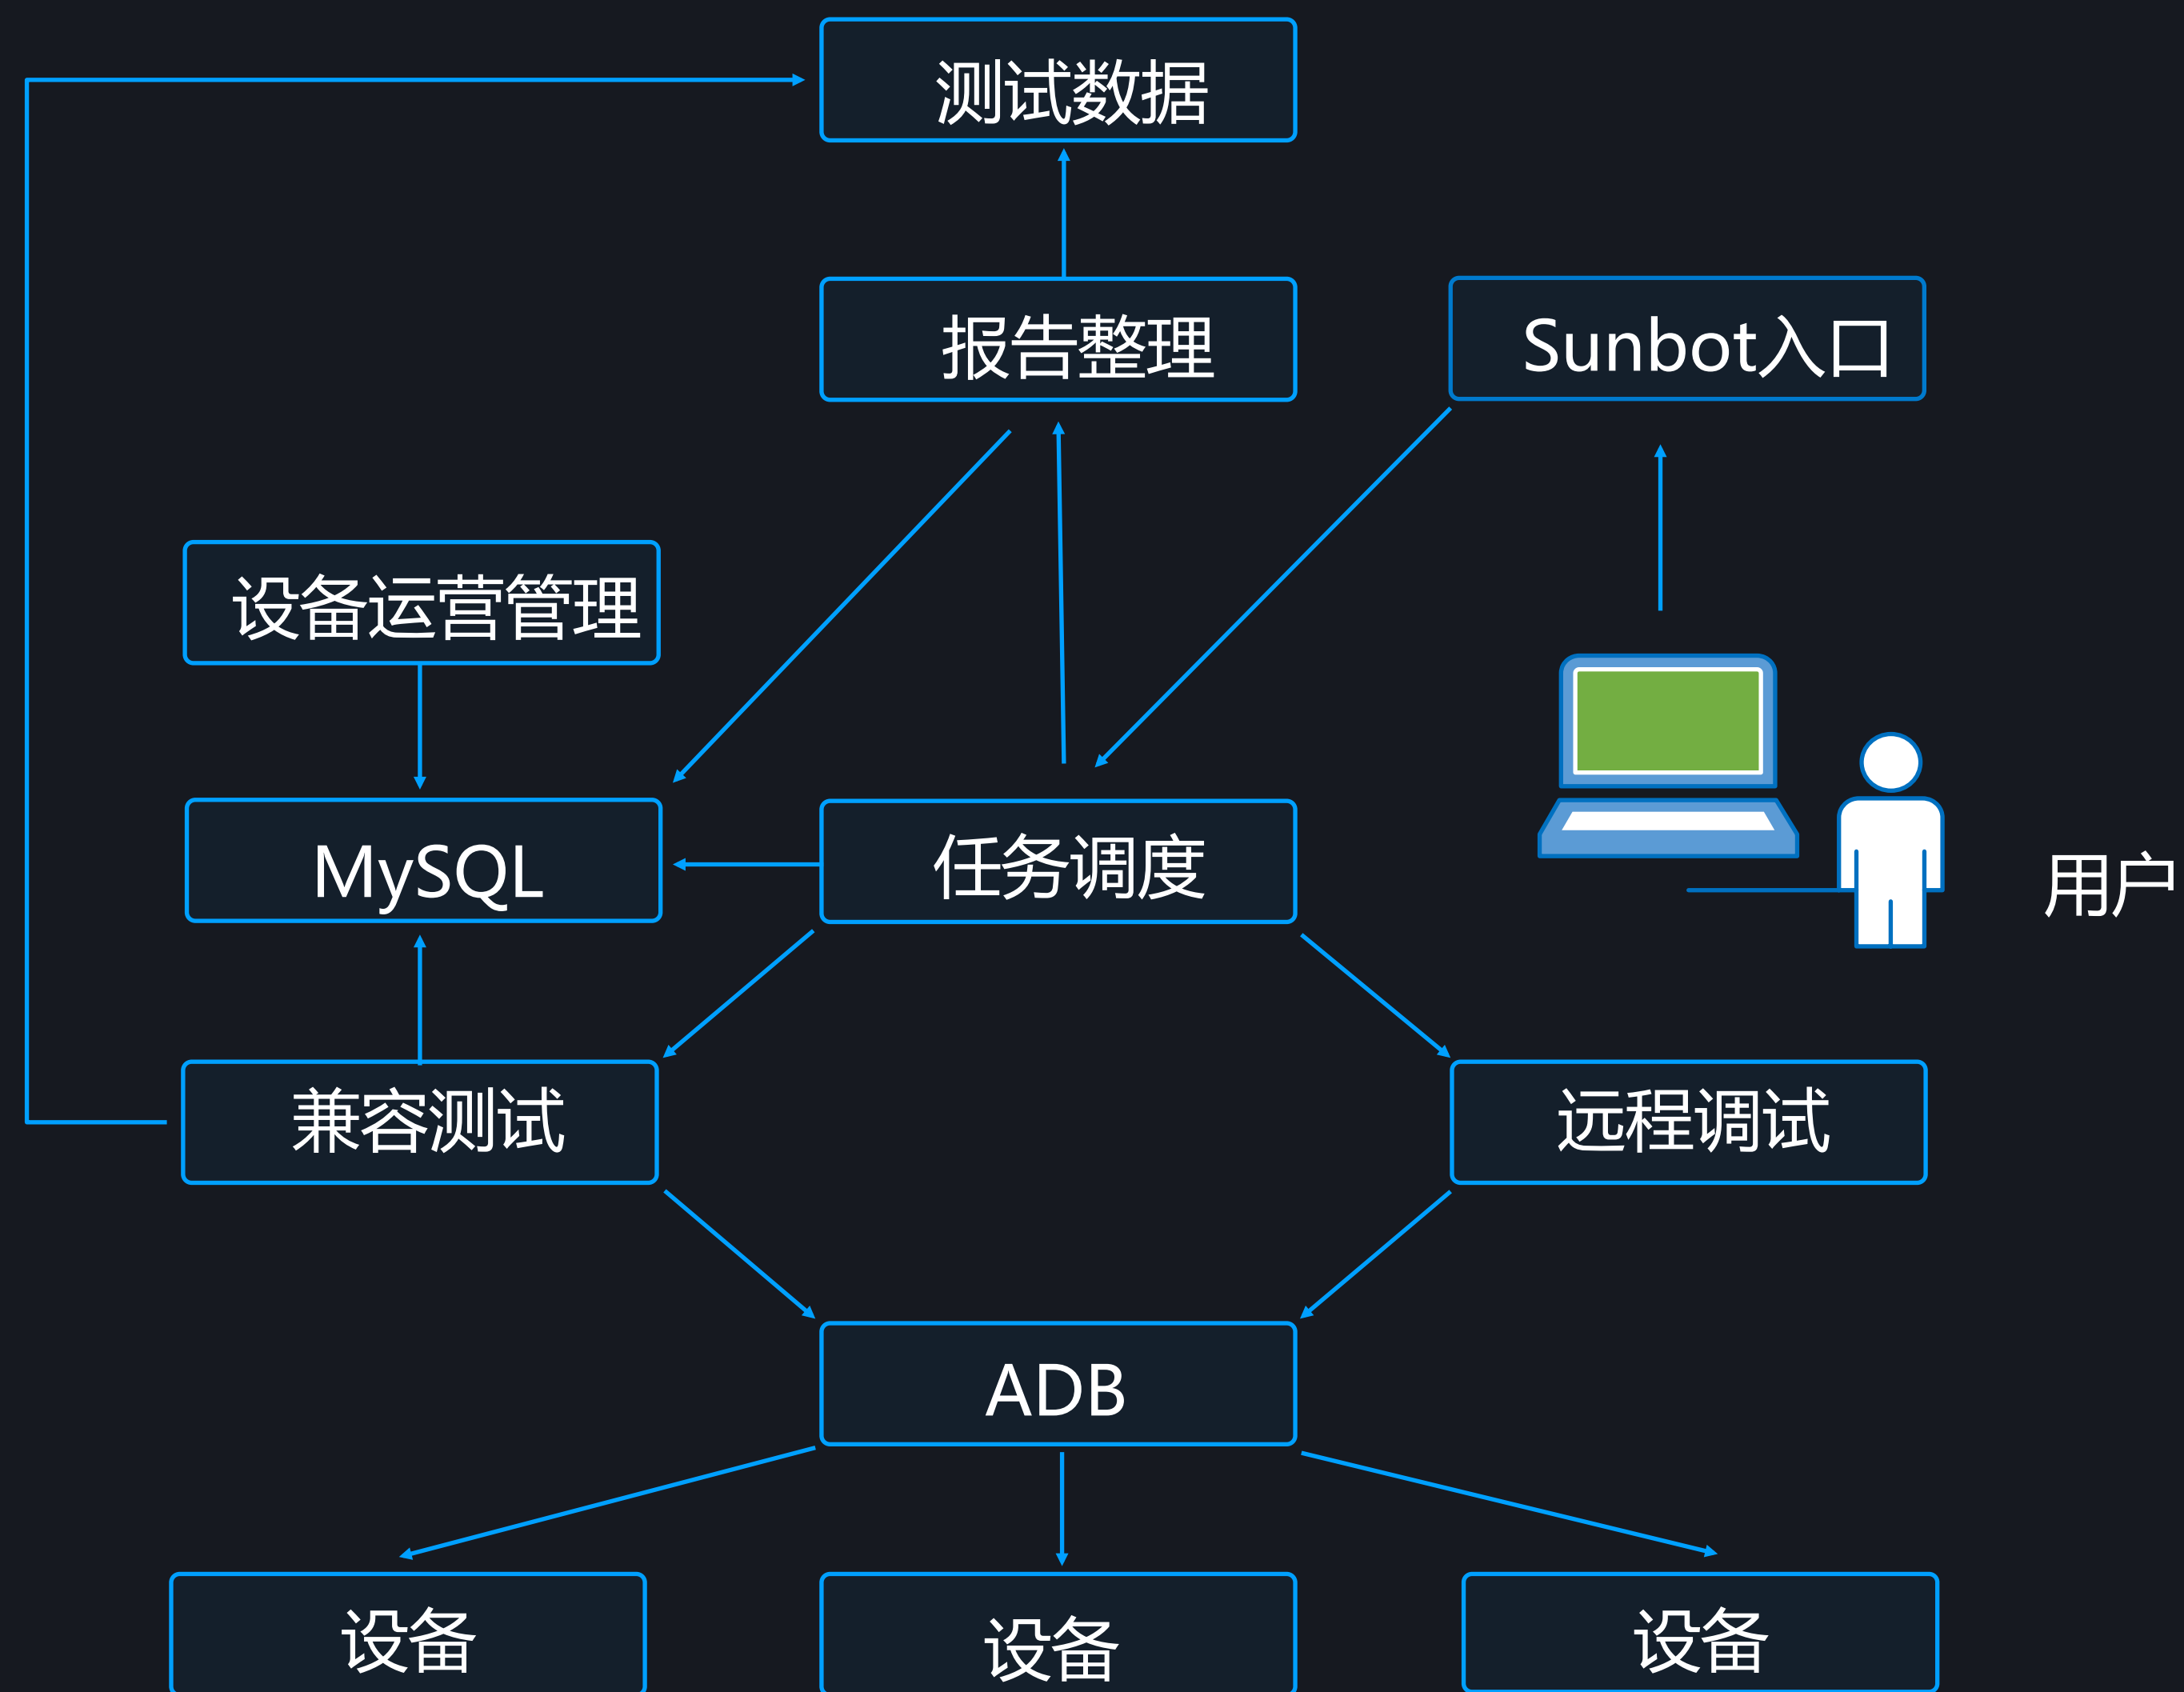 测试数据
报告整理
Sunbot入口
设备运营管理
MySQL
任务调度
用户
兼容测试
远程调试
ADB
设备
设备
设备